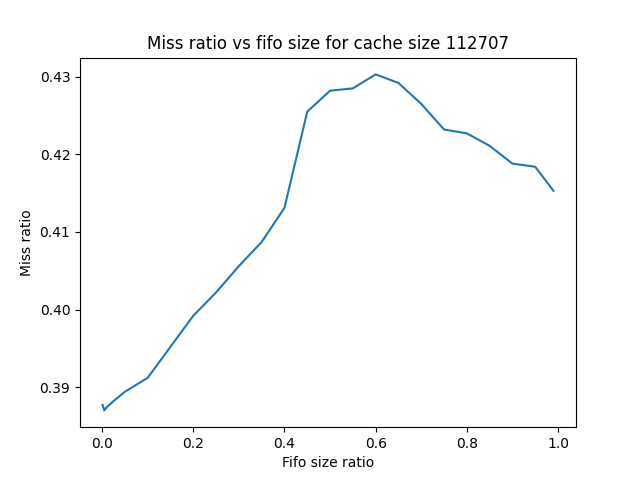 Miss ratio vs fifo size for cache size 112707
0.43
0.42
0.41
0.40
0.39
Miss ratio
0.0 0.2 0.4 0.6 0.8 1.0
Fifo size ratio